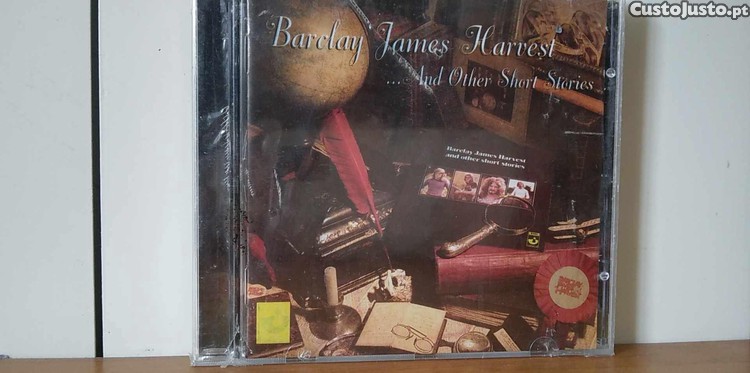 CustoJusto.pt
Barclay James Harvest
.... And Other Short Stories
Barclay James Harvest
and other short stories